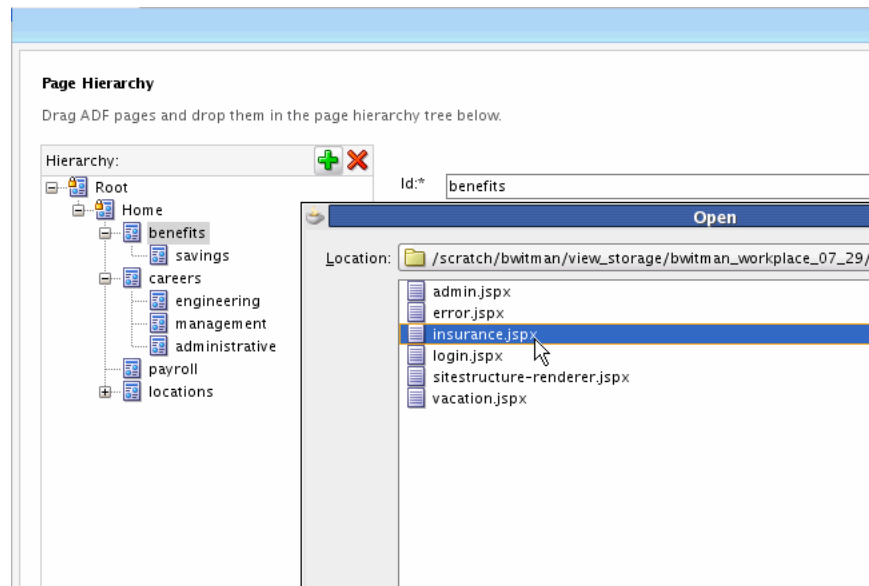 Page Hierarchy
Drag ADF pages and drop them in the page hierarchy tree below.
Hierarchy:
Root
Home
benefits
savings
careers
engineering
management
administrative
payroll
locations
Id:*
benefits
Open
Location:
/scratch/bwitman/view_storage/bwitman_workplace_07_29/
admin.jspx
error.jspx
insurance.jspx
login.jspx
sitestructure-renderer.jspx
vacation.jspx